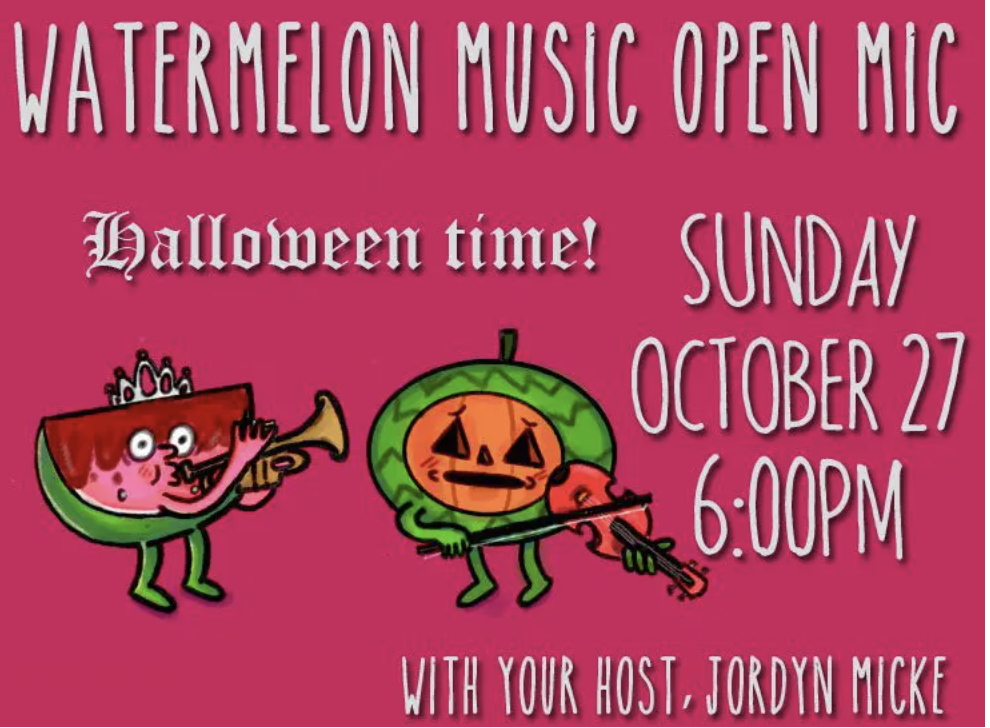 WATERMELON MUSIC OPEN MIC
Halloween time!
SUNDAY
OCTOBER 27
6:00PM
WITH YOUR HOST, JORDYN MICKE